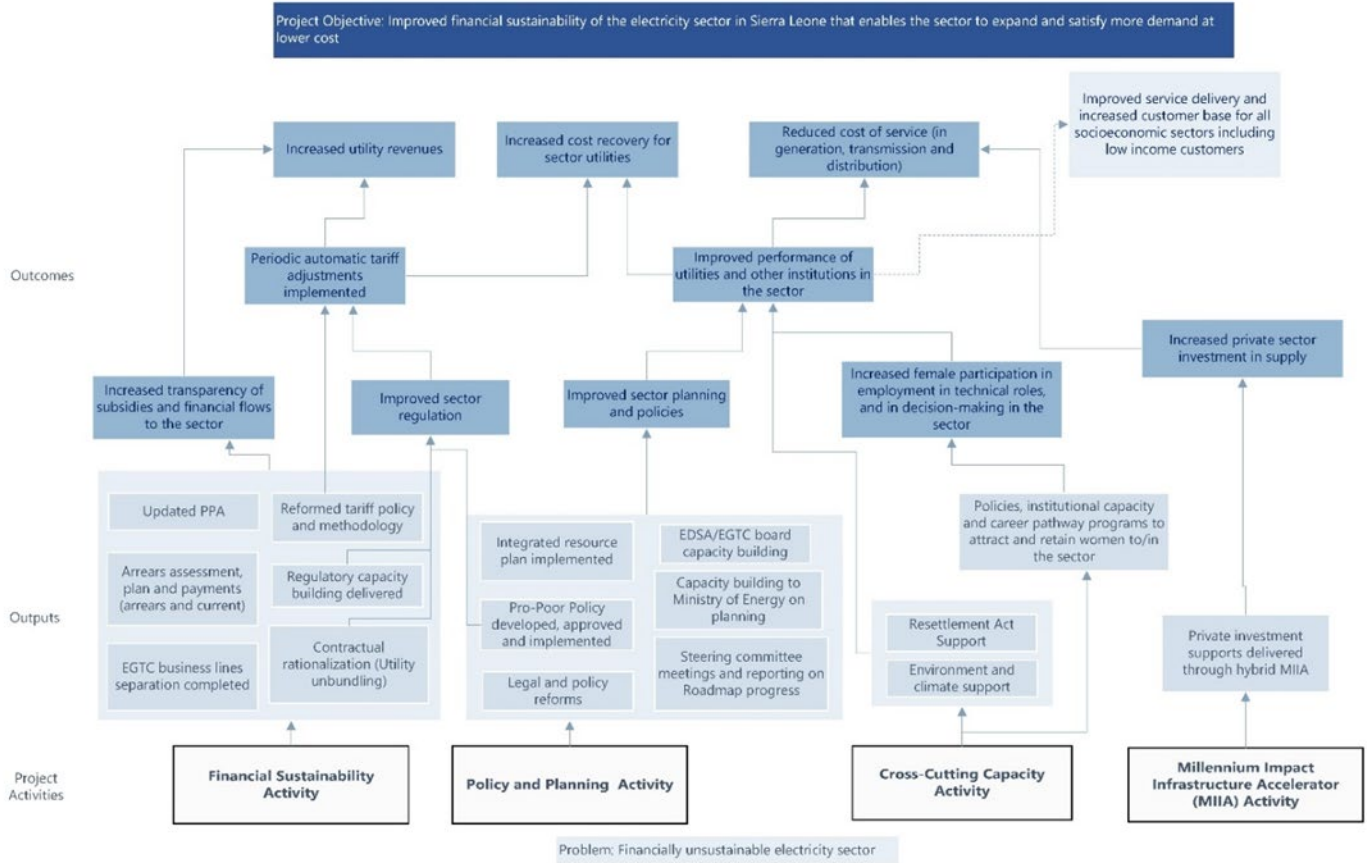 Project Objective: Improved financial sustainability of the electricity sector in Sierra Leone that enables the sector to expand and satisfy more demand at
lower cost
Improved service delivery and
increased customer base for all
socioeconomic sectors including
low income customers
Increased utility revenues
Increased cost recovery for
sector utilities
Reduced cost of service (in
generation, transmission and
distribution)
Outcomes
Periodic automatic tariff
adjustments
implemented
Improved performance of
utilities and other institutions in
the sector
Increased private sector
investment in supply
Increased transparency of
subsidies and financial flows
to the sector
Improved sector
regulation
Improved sector planning
and policies
Increased female participation in
employment in technical roles,
and in decision-making in the
sector
Outputs
Updated PPA
Reformed tariff policy
and methodology
Arrears assessment,
plan and payments
(arrears and current)
Regulatory capacity
building delivered
EGTC business lines
separation completed
Contractual
rationalization (Utility
unbundling)
Integrated resource
plan implemented
EDSA/EGTC board
capacity building
Pro-Poor Policy
developed, approved
and implemented
Capacity building to
Ministry of Energy on
planning
Legal and policy
reforms
Steering committee
meetings and reporting on
Roadmap progress
Policies, institutional capacity
and career pathway programs to
attract and retain women to/in
the sector
Resettlement Act
Support
Environment and
climate support
Private investment
supports delivered
through hybrid MIIA
Project
Activities
Financial Sustainability
Activity
Policy and Planning Activity
Cross-Cutting Capacity
Activity
Millennium Impact
Infrastructure Accelerator
(MIIA) Activity
Problem: Financially unsustainable electricity sector